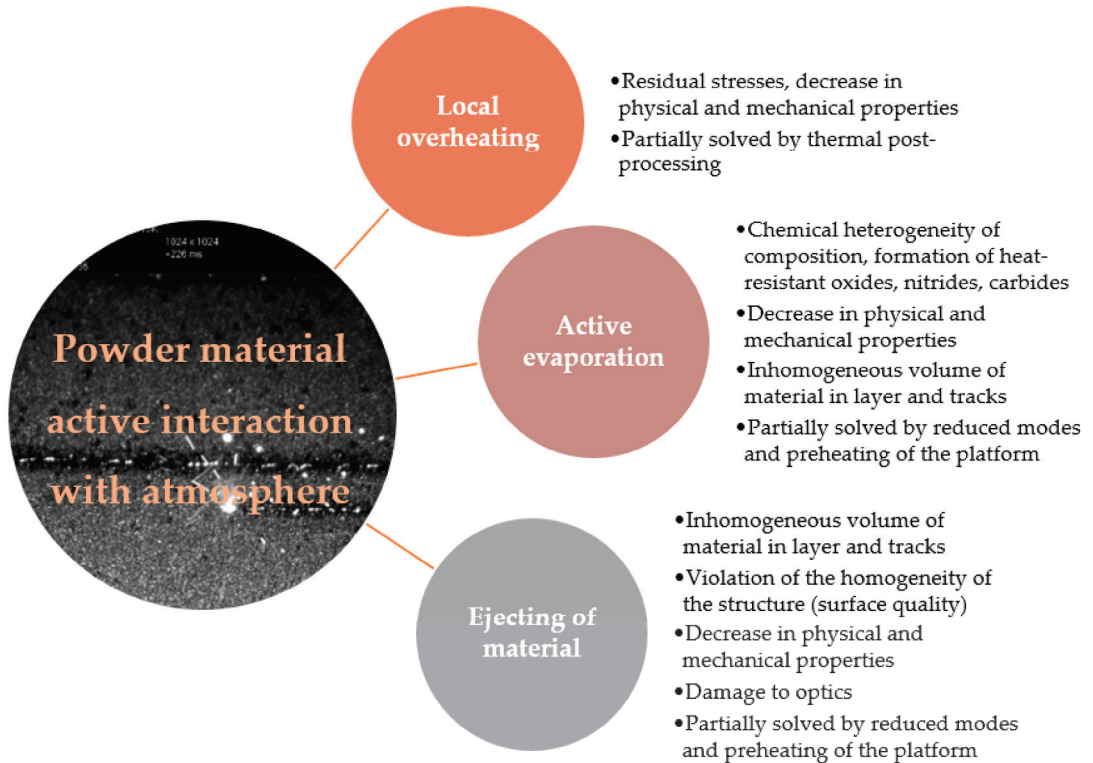 1024 x 1024
+226 ms
Powder material
active interaction
with atmosphere
Local
overheating
•Residual stresses, decrease in
physical and mechanical properties
•Partially solved by thermal post-
processing
Active
evaporation
•Chemical heterogeneity of
composition, formation of heat-
resistant oxides, nitrides, carbides
•Decrease in physical and
mechanical properties
•Inhomogeneous volume of
material in layer and tracks
•Partially solved by reduced modes
and preheating of the platform
Ejecting of
material
•Inhomogeneous volume of
material in layer and tracks
•Violation of the homogeneity of
the structure (surface quality)
•Decrease in physical and
mechanical properties
•Damage to optics
•Partially solved by reduced modes
and preheating of the platform